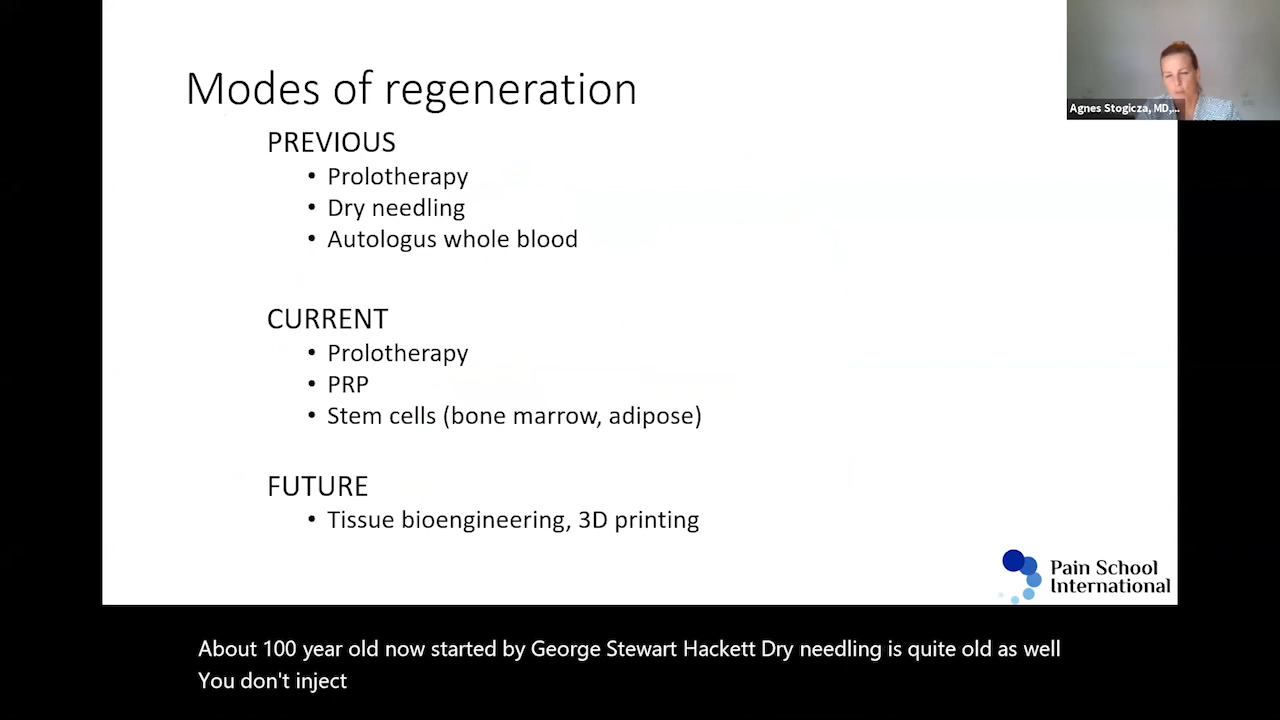 Modes of regeneration
PREVIOUS
• Prolotherapy
• Dry needling
• Autologus whole blood
CURRENT
• Prolotherapy
• PRP
• Stem cells (bone marrow, adipose)
FUTURE
• Tissue bioengineering, 3D printing
Agnes Stogicza, MD,...
Pain School
International
About 100 year old now started by George Stewart Hackett Dry needling is quite old as well
You don't inject